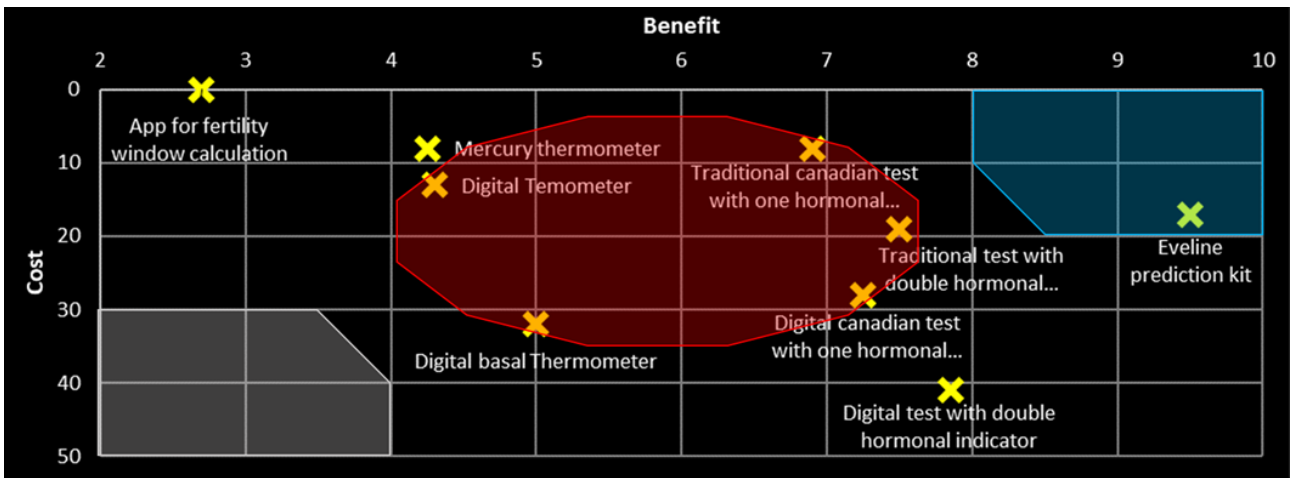 Benefit
2 3 4 5 6 7 8 9 10
Cost
0
10
20
30
40
50
App for fertility
window calculation
Mercury thermometer
Digital Temometer
Traditional canadian test
with one hormonal...
Traditional test with
double hormonal...
Eveline
prediction kit
Digital canadian test
with one hormonal...
Digital basal Thermometer
Digital test with double
hormonal indicator